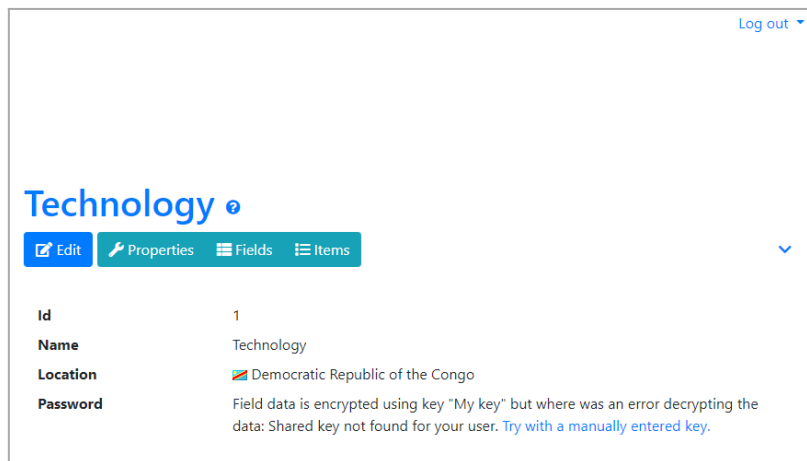 Log out
Technology
Edit Properties Fields Items
Id 1
Name Technology
Location Democratic Republic of the Congo
Password Field data is encrypted using key "My key" but where was an error decrypting the
data: Shared key not found for your user. Try with a manually entered key.